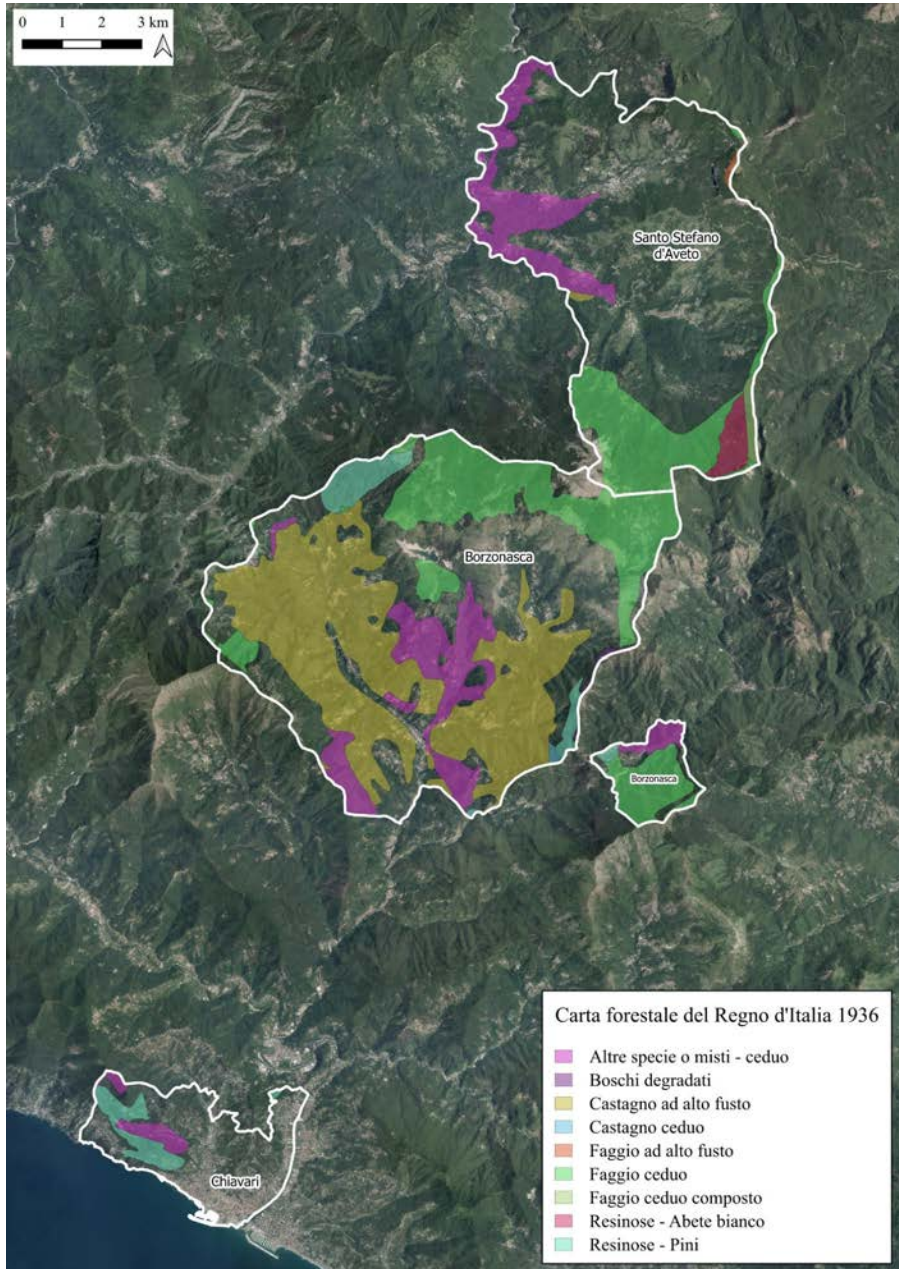 0 1 2 3 km
Santo Stefano
d'Aveto
Borzonasca
Borzonasca
Chiavari
Carta forestale del Regno d'Italia 1936
Altre specie o misti - ceduo
Boschi degradati
Castagno ad alto fusto
Castagno ceduo
Faggio ad alto fusto
Faggio ceduo
Faggio ceduo composto
Resinose - Abete bianco
Resinose - Pini